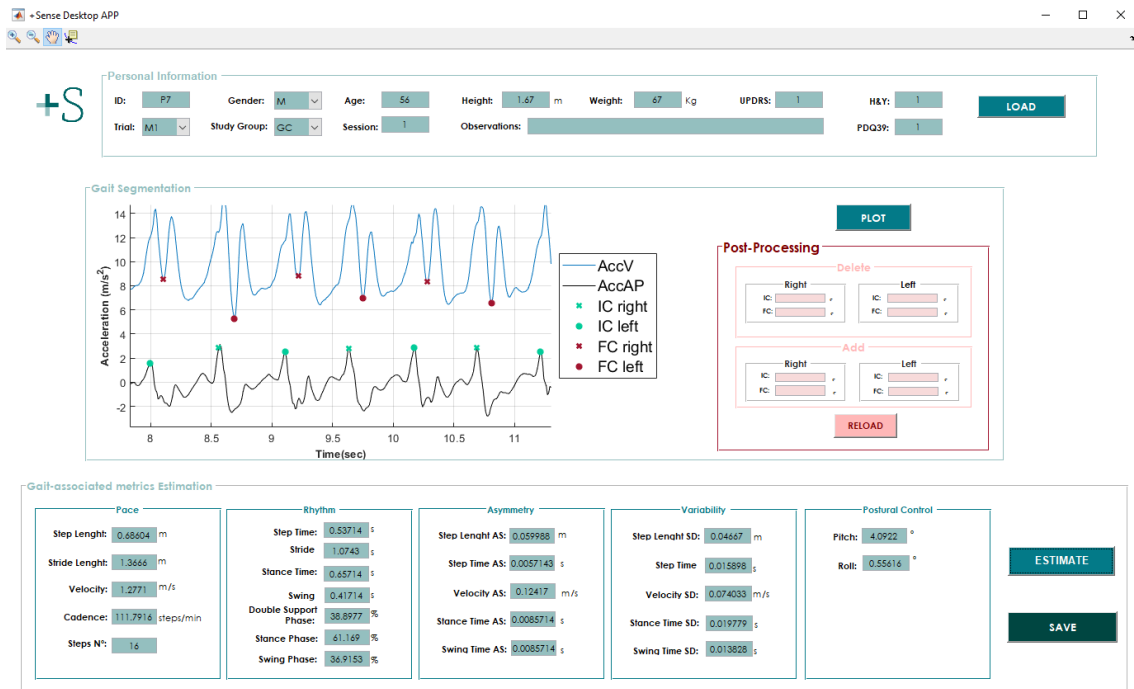 +Sense Desktop APP
+S
Personal Information
ID: P7 Gender: M Age: 56 Height: 1.67 m Weight: 67 Kg UPDRS: 1 H&Y: 1 LOAD
Trial: M1 Study Group: GC Session: 1 Observations: PDQ39: 1
Gait Segmentation
14
12
10
8
6
4
2
0
-2
Acceleration (m/s²)
8 8.5 9 9.5 10 10.5 11
Time(sec)
AccV
AccAP
IC right
IC left
FC right
FC left
PLOT
Post-Processing
Delete
Right Left
IC: , IC: ,
FC: , FC: ,
Add
Right Left
IC: , IC: ,
FC: , FC: ,
RELOAD
Gait-associated metrics Estimation
Pace
Step Lenght: 0.68604 m
Stride Lenght: 1.3666 m
Velocity: 1.2771 m/s
Cadence: 111.7916 steps/min
Steps Nº: 16
Rhythm
Step Time: 0.53714 s
Stride 1.0743 s
Stance Time: 0.65714 s
Swing 0.41714 s
Double Support
Phase: 38.8977 %
Stance Phase: 61.169 %
Swing Phase: 36.9153 %
Asymmetry
Step Lenght AS: 0.059988 m
Step Time AS: 0.0057143 s
Velocity AS: 0.12417 m/s
Stance Time AS: 0.0085714 s
Swing Time AS: 0.0085714 s
Variability
Step Lenght SD: 0.04667 m
Step Time 0.015898 s
Velocity SD: 0.074033 m/s
Stance Time SD: 0.019779 s
Swing Time SD: 0.013828 s
Postural Control
Pitch: 4.0922 °
Roll: 0.55616 °
ESTIMATE
SAVE